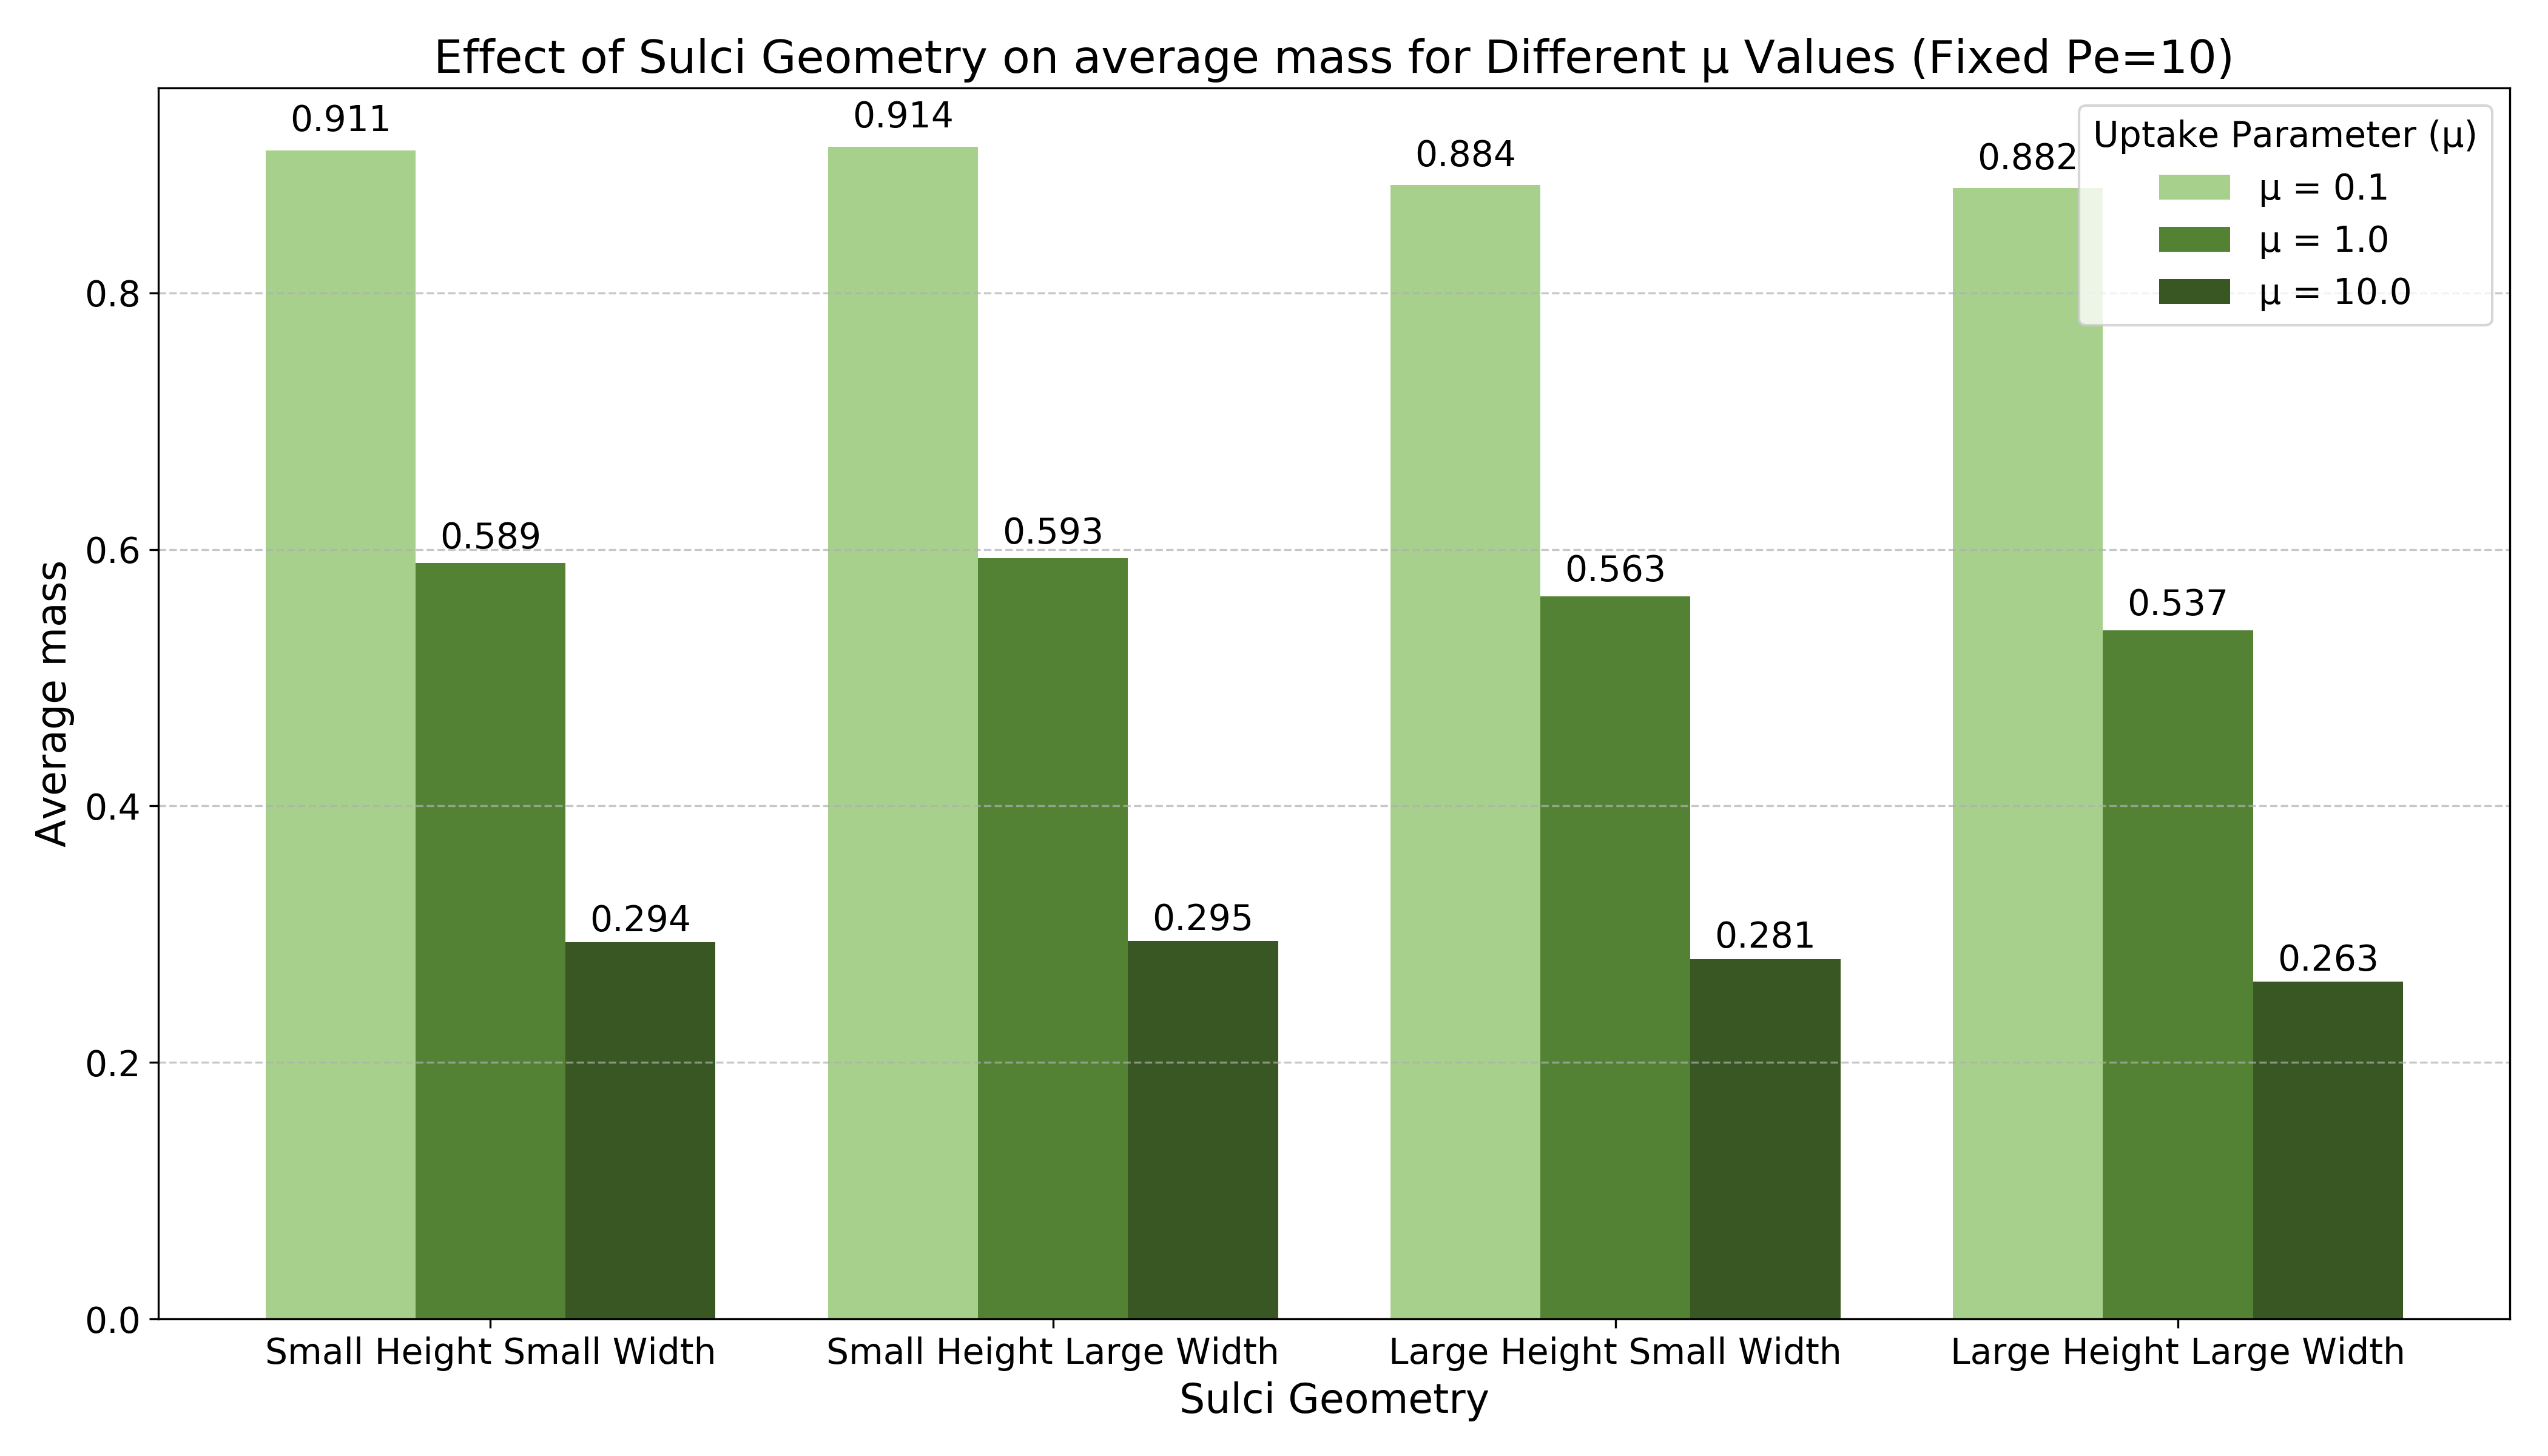 Effect of Sulci Geometry on average mass for Different μ Values (Fixed Pe=10)
Uptake Parameter (μ)
μ = 0.1
μ = 1.0
μ = 10.0
0.911
0.589
0.294
0.914
0.593
0.295
0.884
0.563
0.281
0.882
0.537
0.263
Average mass
0.8
0.6
0.4
0.2
0.0
Small Height Small Width
Small Height Large Width
Large Height Small Width
Large Height Large Width
Sulci Geometry